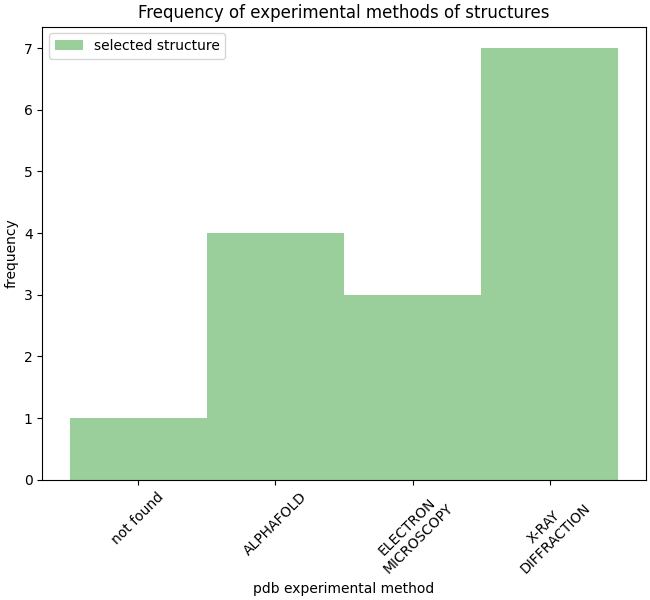 Frequency of experimental methods of structures
selected structure
frequency
7
6
5
4
3
2
1
0
not found
ALPHAFOLD
ELECTRON
MICROSCOPY
X-RAY
DIFFRACTION
pdb experimental method